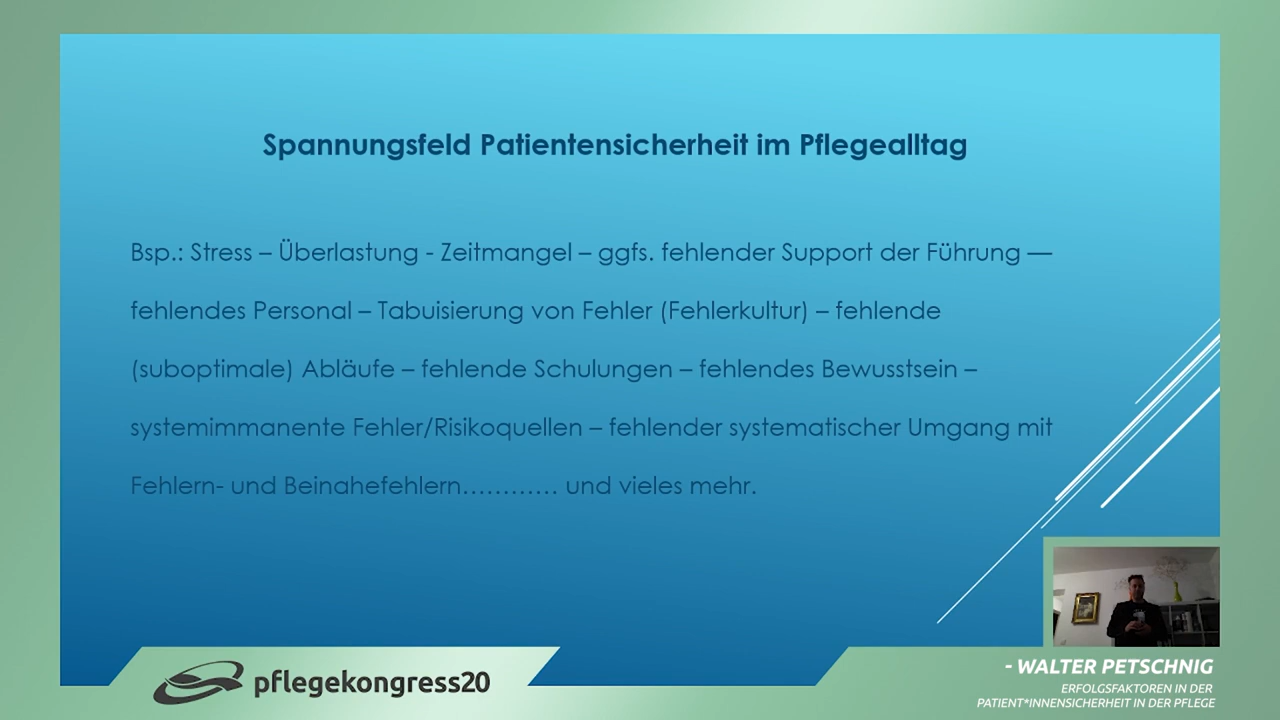 Spannungsfeld Patientensicherheit im Pflegealltag
Bsp.: Stress – Überlastung - Zeitmangel – ggfs. fehlender Support der Führung —
fehlendes Personal – Tabuisierung von Fehler (Fehlerkultur) – fehlende
(suboptimale) Abläufe – fehlende Schulungen – fehlendes Bewusstsein –
systemimmanente Fehler/Risikoquellen – fehlender systematischer Umgang mit
Fehlern- und Beinahefehlern………… und vieles mehr.
pflegekongress20
- WALTER PETSCHNIG
ERFOLGSFAKTOREN IN DER
PATIENT*INNENSICHERHEIT IN DER PFLEGE